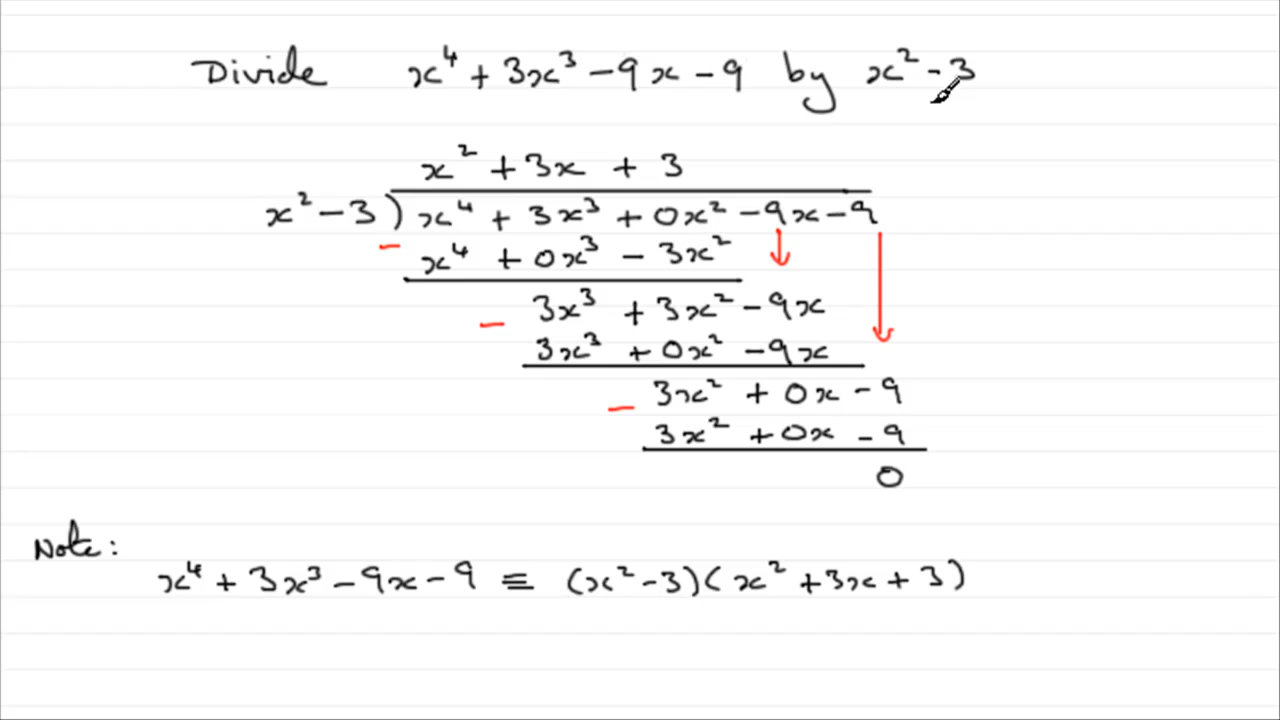 Divide x⁴ + 3x³ - 9x - 9 by x² - 3
x² + 3x + 3
x² - 3 ) x⁴ + 3x³ + 0x² - 9x - 9
- x⁴ + 0x³ - 3x²
3x³ + 3x² - 9x
- 3x³ + 0x² - 9x
3x² + 0x - 9
- 3x² + 0x - 9
0
Note:
x⁴ + 3x³ - 9x - 9 ≡ (x² - 3)(x² + 3x + 3)